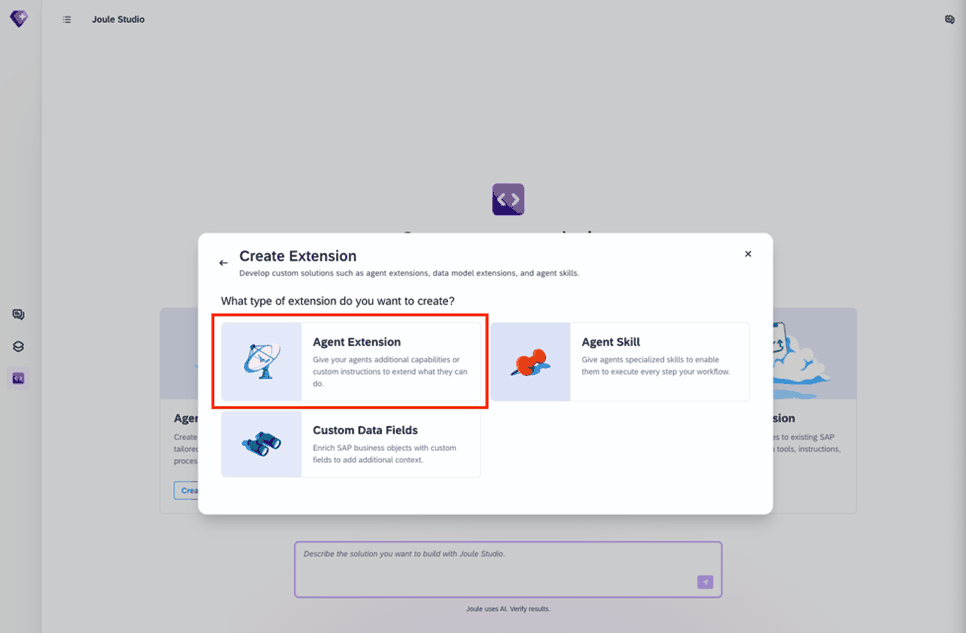 Joule Studio
Create Extension
Develop custom solutions such as agent extensions, data model extensions, and agent skills.
What type of extension do you want to create?
Agent Extension
Give your agents additional capabilities or
custom instructions to extend what they can
do.
Agent Skill
Give agents specialized skills to enable
them to execute every step your workflow.
Custom Data Fields
Enrich SAP business objects with custom
fields to add additional context.
Create
tailored
es to existing SAP
tools, instructions,
Describe the solution you want to build with Joule Studio.
Joule uses AI. Verify results.